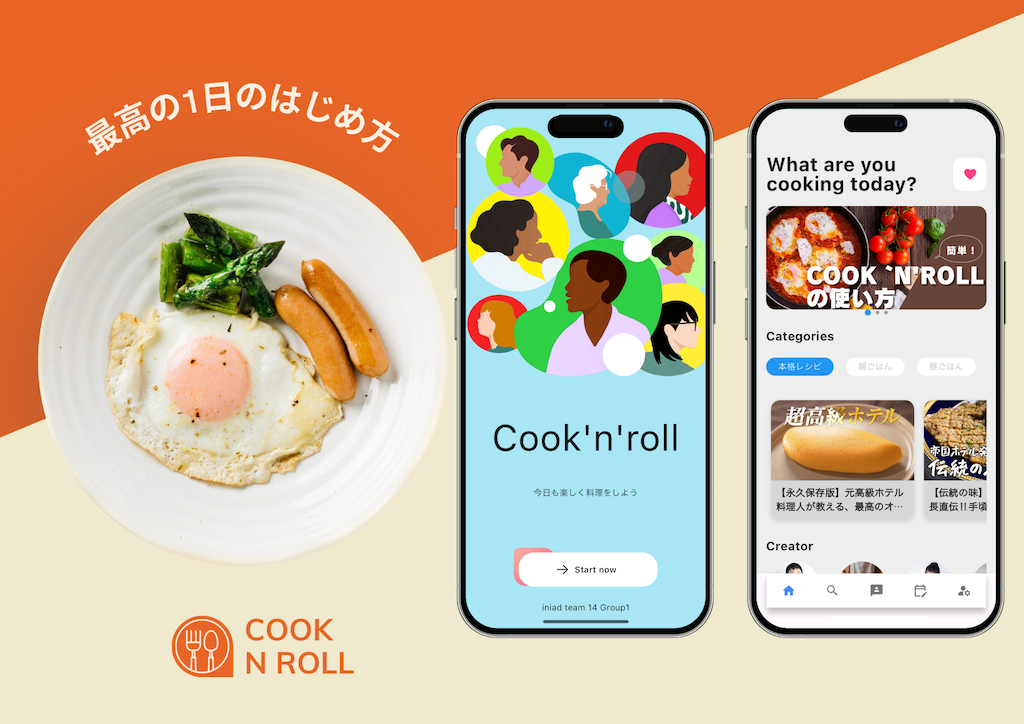 最高の1日のはじめ方
COOK
N ROLL
Cook'n'roll
今日も楽しく料理をしよう
Start now
iniad team 14 Group1
What are you
cooking today?
簡単！
COOK `N'ROLL
の使い方
Categories
本格レシピ
朝ごはん
昼ごはん
超高級ホテル
【永久保存版】元高級ホテル
料理人が教える、最高のオ…
帝国ホテル発
伝統の
【伝統の味】
長直伝!!手頃
Creator